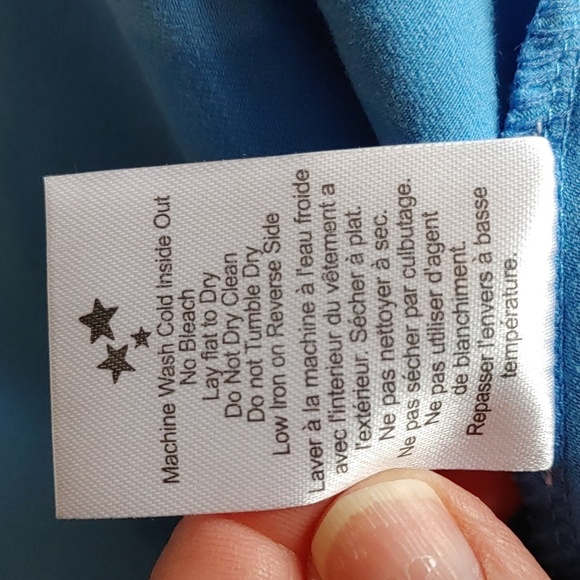 Machine Wash Cold Inside Out
No Bleach
Lay flat to Dry
Do Not Dry Clean
Do not Tumble Dry
Low Iron on Reverse Side
Laver à la machine à l'eau froide
avec l'interieur du vêtement a
l'extérieur. Sécher à plat.
Ne pas nettoyer à sec.
Ne pas sécher par culbutage.
Ne pas utiliser d'agent
de blanchiment.
Repasser l'envers à basse
température.